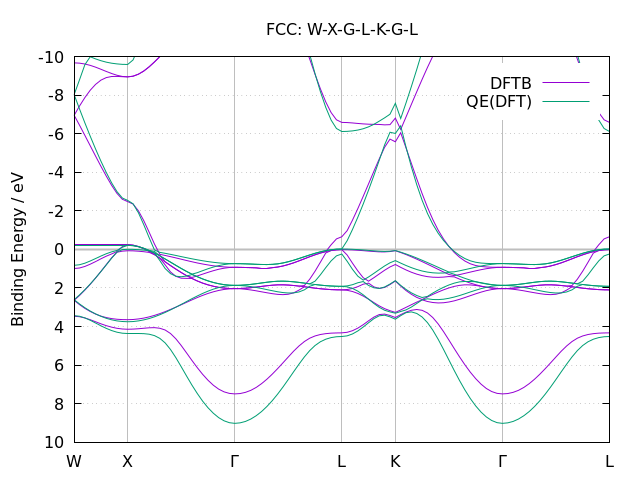 FCC: W-X-G-L-K-G-L
DFTB
QE(DFT)
Binding Energy / eV
-10
-8
-6
-4
-2
0
2
4
6
8
10
W X Γ L K Γ L